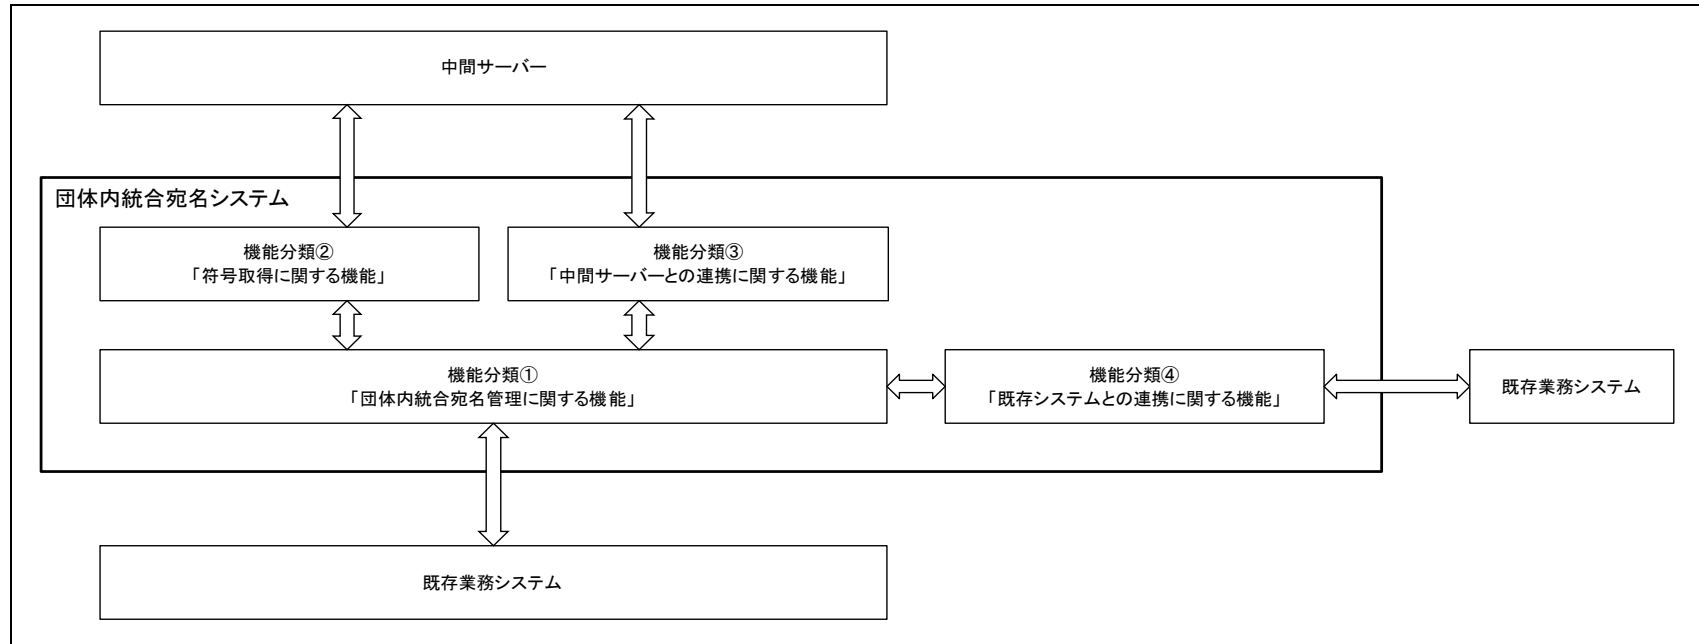 中間サーバー
団体内統合宛名システム
機能分類②
「符号取得に関する機能」
機能分類③
「中間サーバーとの連携に関する機能」
機能分類①
「団体内統合宛名管理に関する機能」
機能分類④
「既存システムとの連携に関する機能」
既存業務システム
既存業務システム